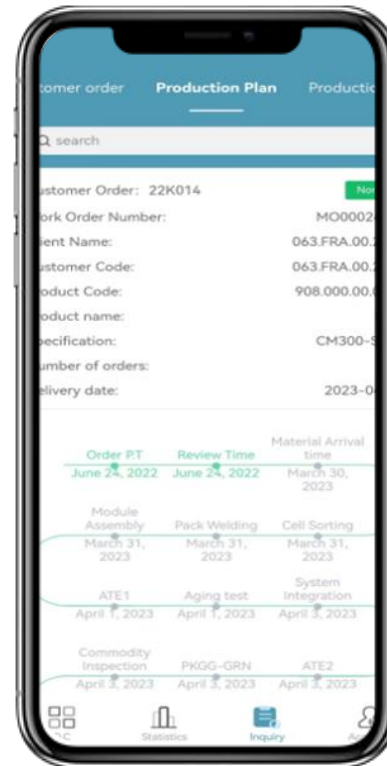 tomer order Production Plan Productio
search
ustomer Order: 22K014 Nor
ork Order Number: MO0002
ient Name: 063.FRA.00.
ustomer Code: 063.FRA.00.
oduct Code: 908.000.00.
oduct name:
pecification: CM300-S
umber of orders:
elivery date: 2023-0
Material Arrival
Order P.T Review Time time
June 24, 2022 June 24, 2022 March 30,
2023
Module
Assembly Pack Welding Cell Sorting
March 31, March 31, March 31,
2023 2023 2023
System
ATE1 Aging test Integration
April 1, 2023 April 1, 2023 April 3, 2023
Commodity
Inspection PKGG-GRN ATE2
April 3, 2023 April 3, 2023 April 3, 2023
Statistics Inquiry